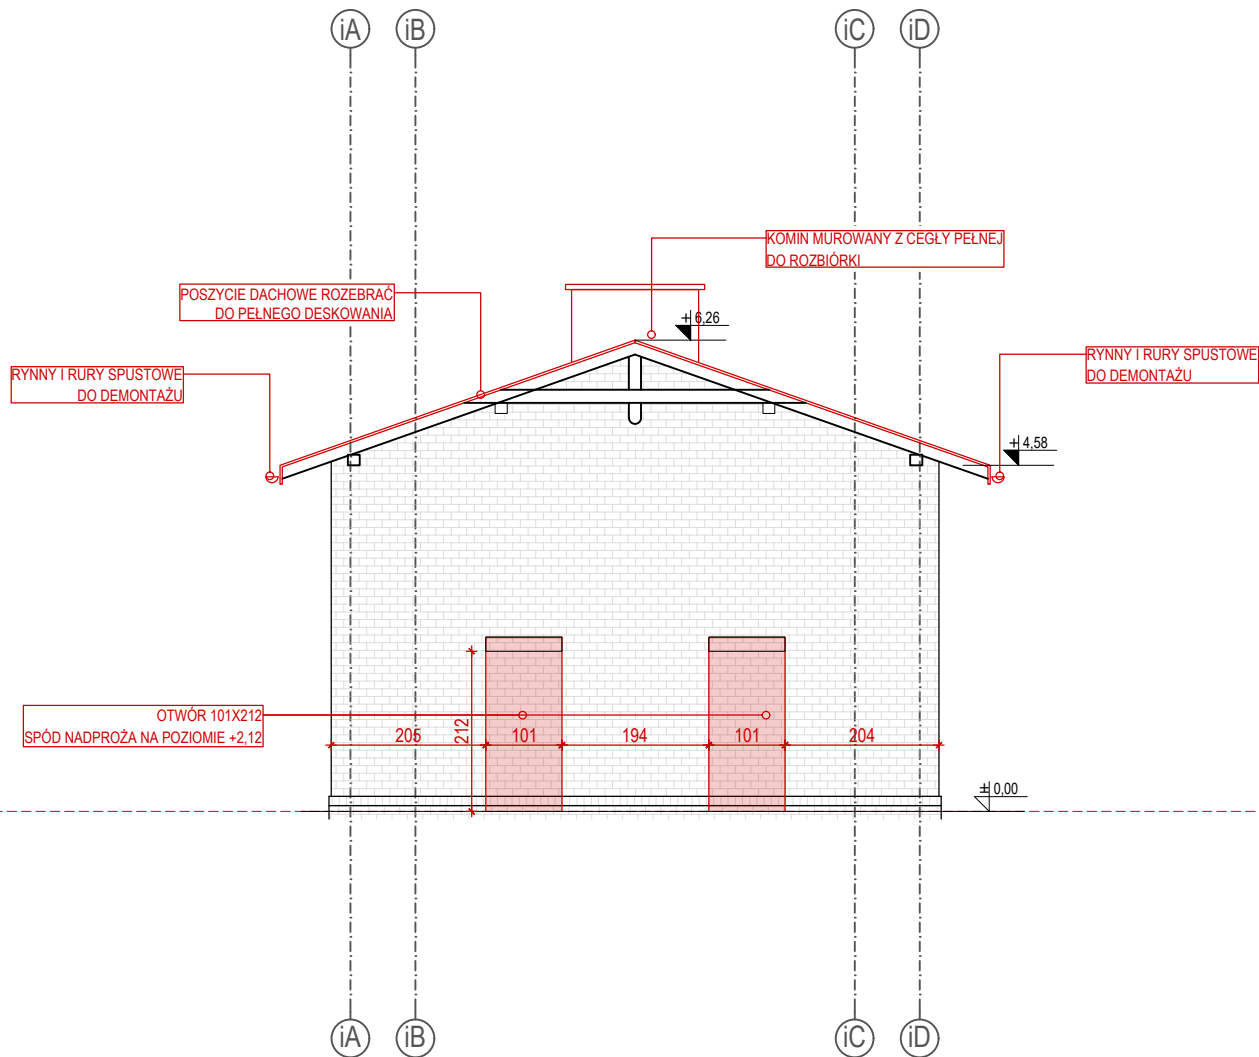 iA
iB
iC
iD
KOMIN MUROWANY Z CEGŁY PEŁNEJ
DO ROZBIÓRKI
POSZYCIE DACHOWE ROZEBRAĆ
DO PEŁNEGO DESKOWANIA
+ 6,26
RYNNY I RURY SPUSTOWE
DO DEMONTAŻU
RYNNY I RURY SPUSTOWE
DO DEMONTAŻU
+ 4,58
OTWÓR 101X212
SPÓD NADPROŻA NA POZIOMIE +2,12
205
212
101
194
101
204
± 0,00
iA
iB
iC
iD